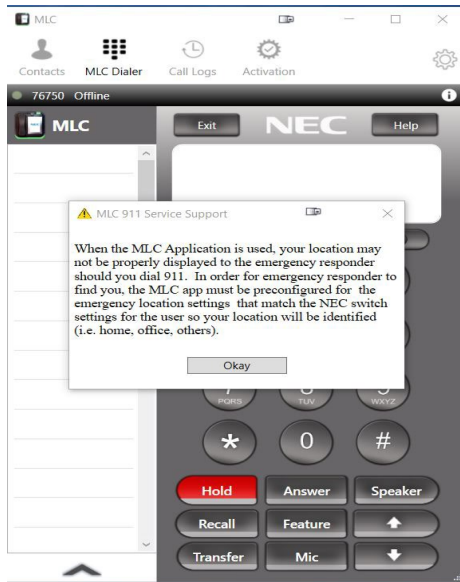 MLC
Contacts MLC Dialer Call Logs Activation
76750 Offline
MLC Exit NEC Help
MLC 911 Service Support
When the MLC Application is used, your location may
not be properly displayed to the emergency responder
should you dial 911. In order for emergency responder to
find you, the MLC app must be preconfigured for the
emergency location settings that match the NEC switch
settings for the user so your location will be identified
(i.e. home, office, others).
Okay
PQRS TUV WXYZ
* 0 #
Hold Answer Speaker
Recall Feature
Transfer Mic